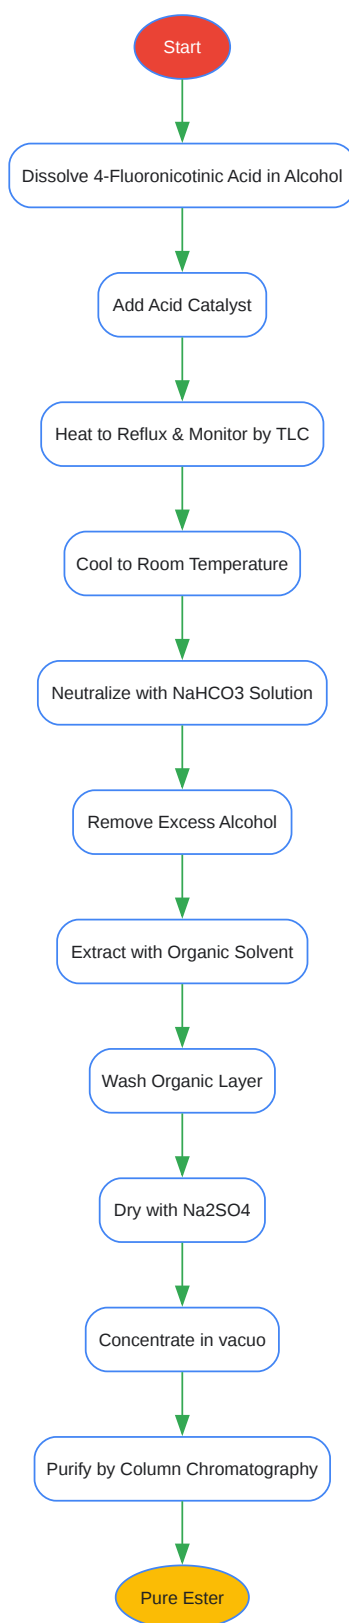 Start
Dissolve 4-Fluoronicotinic Acid in Alcohol
Add Acid Catalyst
Heat to Reflux & Monitor by TLC
Cool to Room Temperature
Neutralize with NaHCO3 Solution
Remove Excess Alcohol
Extract with Organic Solvent
Wash Organic Layer
Dry with Na2SO4
Concentrate in vacuo
Purify by Column Chromatography
Pure Ester